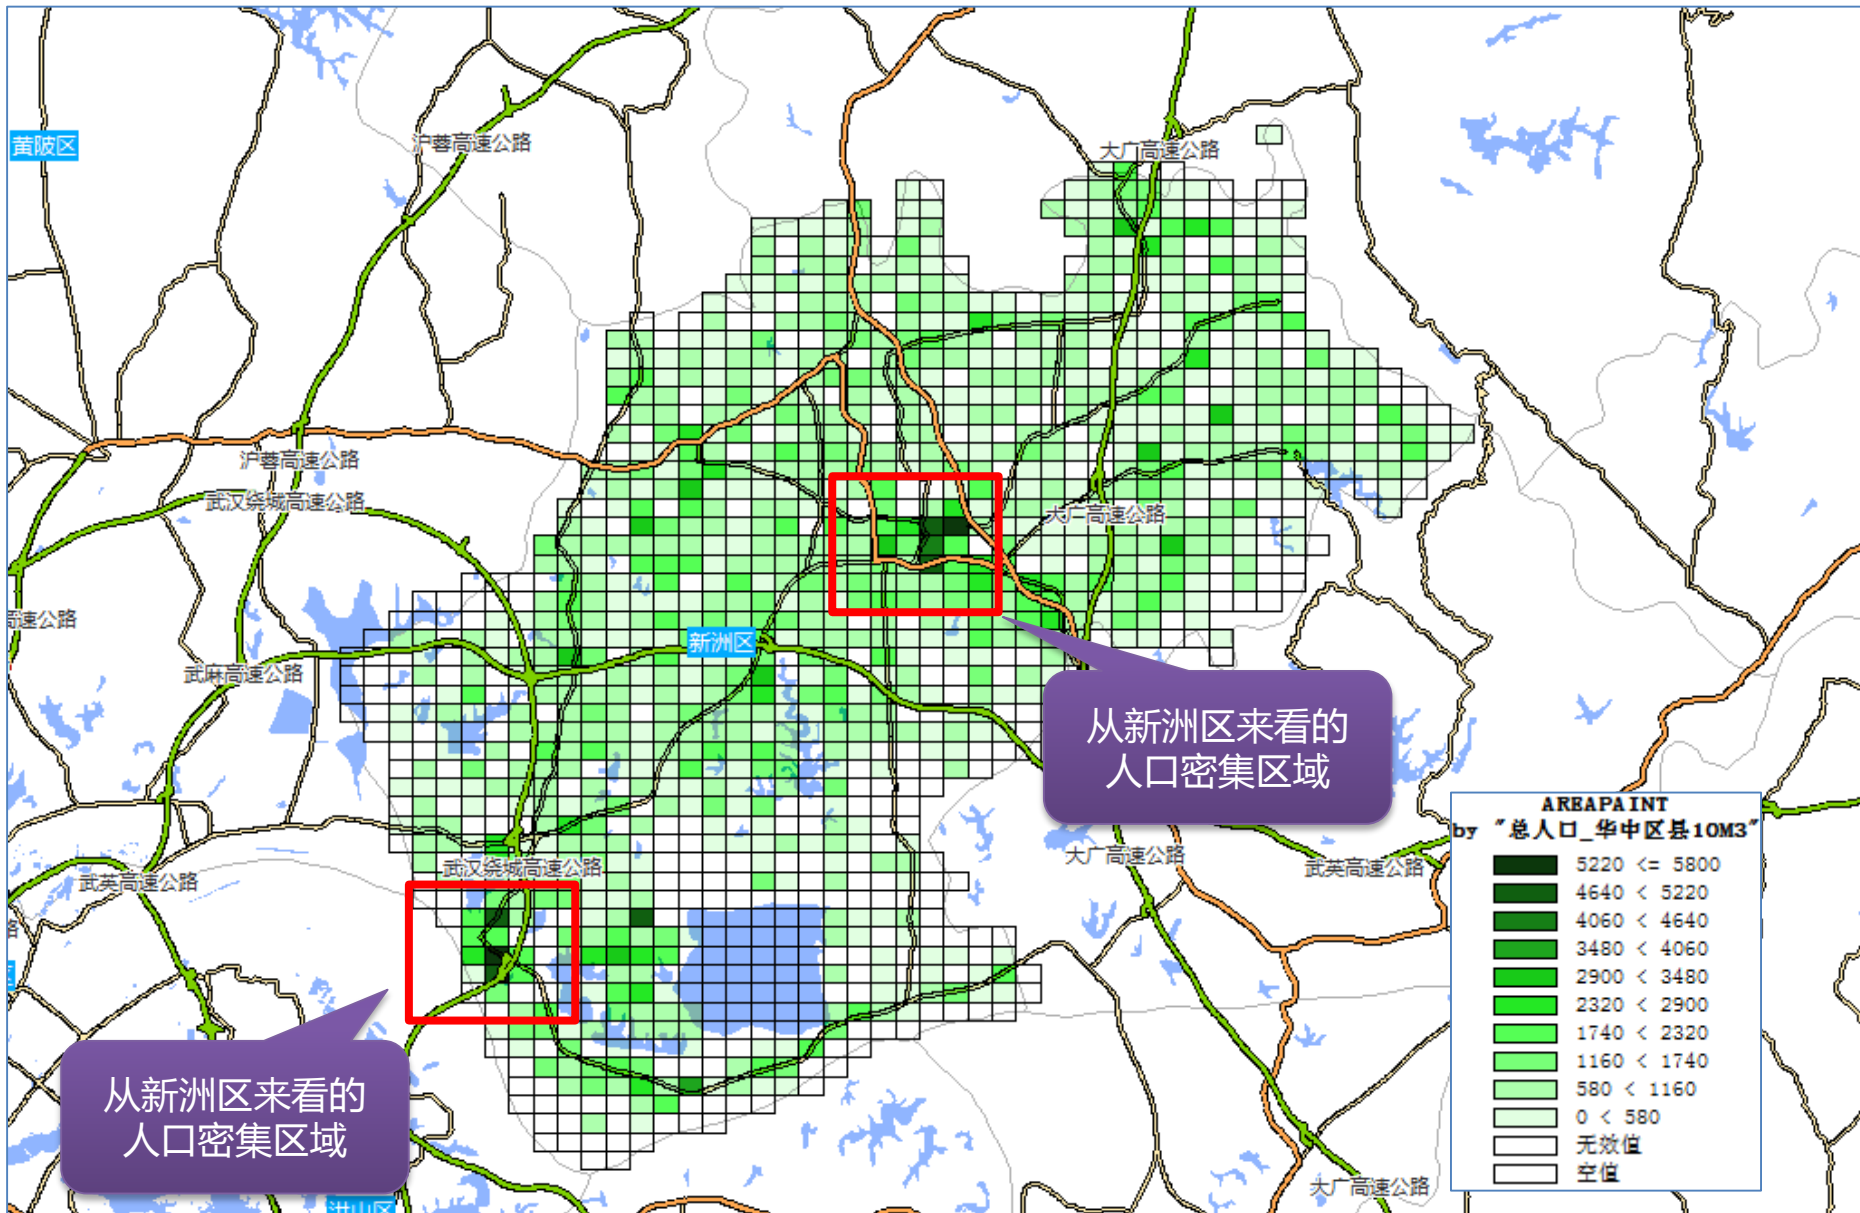 黄陂区
沪蓉高速公路
大广高速公路
沪蓉高速公路
武汉绕城高速公路
大广高速公路
高速公路
新洲区
武麻高速公路
从新洲区来看的
人口密集区域
武汉绕城高速公路
武英高速公路
大广高速公路
武英高速公路
AREAPAINT
by "总人口_华中区县10M3"
5220 <= 5800
4640 < 5220
4060 < 4640
3480 < 4060
2900 < 3480
2320 < 2900
1740 < 2320
1160 < 1740
580 < 1160
0 < 580
无效值
空值
从新洲区来看的
人口密集区域
大广高速公路
洪山区